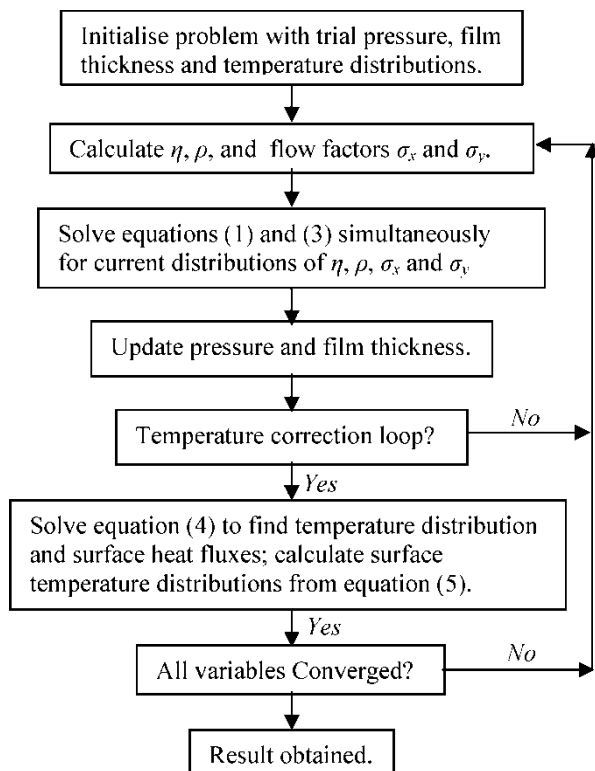 Initialise problem with trial pressure, film
thickness and temperature distributions.
Calculate η, ρ, and flow factors σx and σy.
Solve equations (1) and (3) simultaneously
for current distributions of η, ρ, σx and σy
Update pressure and film thickness.
Temperature correction loop?
No
Yes
Solve equation (4) to find temperature distribution
and surface heat fluxes; calculate surface
temperature distributions from equation (5).
Yes
All variables Converged?
No
Result obtained.